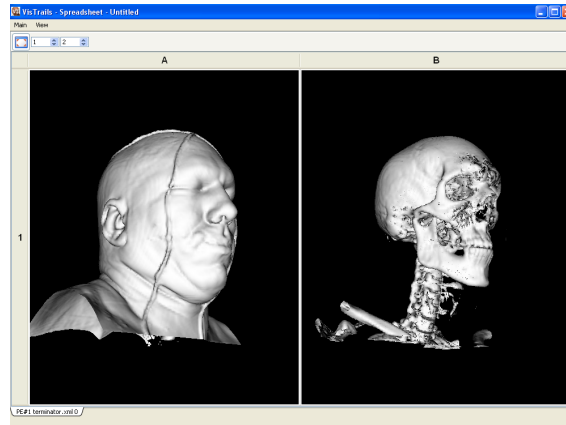 VisTrails - Spreadsheet - Untitled
Main View
1 2
A B
1
PE#1 terminator.xml 0